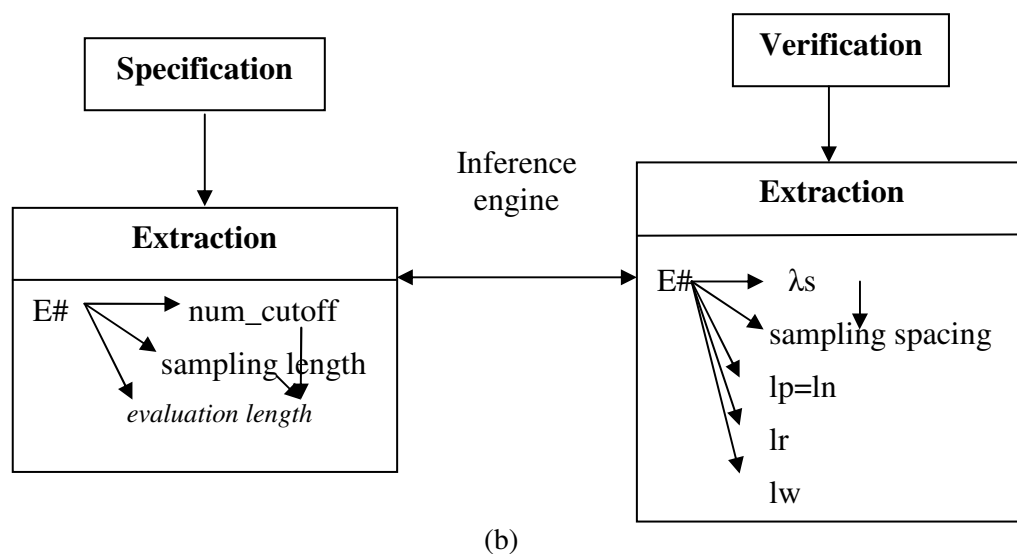 Specification
Extraction
E#
num_cutoff
sampling length
evaluation length
Inference
engine
Verification
Extraction
E#
λs
sampling spacing
lp=ln
lr
lw
(b)